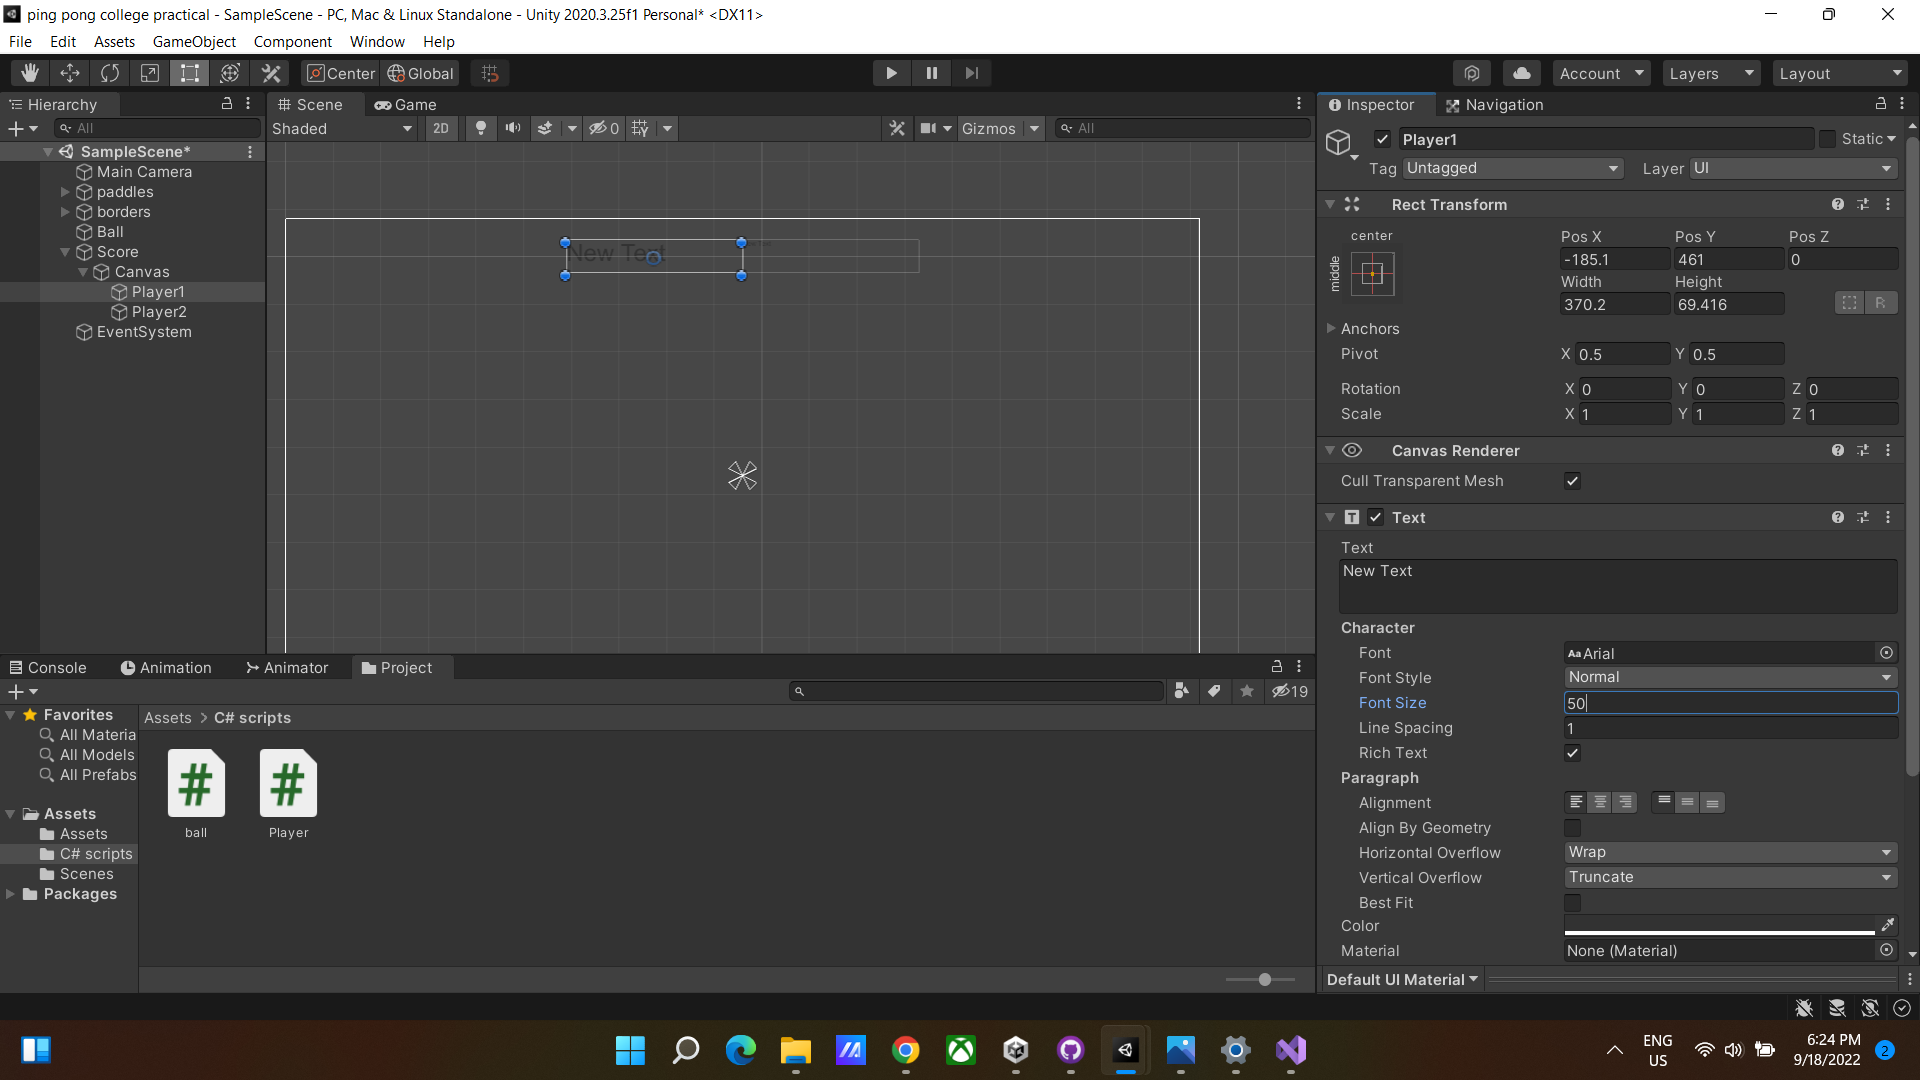 ping pong college practical - SampleScene - PC, Mac & Linux Standalone - Unity 2020.3.25f1 Personal* <DX11>
File Edit Assets GameObject Component Window Help
Center Global Account Layers Layout
Hierarchy
All
SampleScene*
Main Camera
paddles
borders
Ball
Score
Canvas
Player1
Player2
EventSystem
Scene Game
Shaded 2D 0 Gizmos All
New Text
Inspector Navigation
Player1 Static
Tag Untagged Layer UI
Rect Transform
center
middle
Pos X Pos Y Pos Z
-185.1 461 0
Width Height
370.2 69.416 R
Anchors
Pivot X 0.5 Y 0.5
Rotation X 0 Y 0 Z 0
Scale X 1 Y 1 Z 1
Canvas Renderer
Cull Transparent Mesh
Text
Text
New Text
Character
Font Aa Arial
Font Style Normal
Font Size 50
Line Spacing 1
Rich Text
Paragraph
Alignment
Align By Geometry
Horizontal Overflow Wrap
Vertical Overflow Truncate
Best Fit
Color
Material None (Material)
Default UI Material
Console Animation Animator Project
19
Favorites
All Materia
All Models
All Prefabs
Assets
Assets
C# scripts
Scenes
Packages
Assets > C# scripts
ball Player
ENG
US
6:24 PM
9/18/2022
2